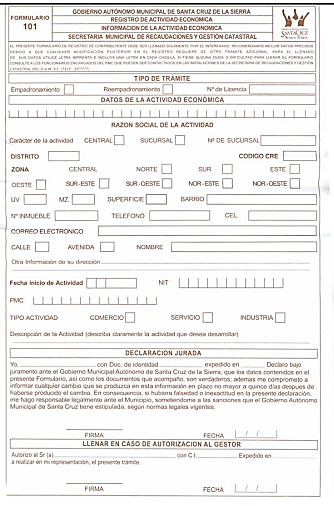 FORMULARIO
101
GOBIERNO AUTÓNOMO MUNICIPAL DE SANTA CRUZ DE LA SIERRA
REGISTRO DE ACTIVIDAD ECONOMICA
INFORMACION DE LA ACTIVIDAD ECONOMICA
SECRETARIA MUNICIPAL DE RECAUDACIONES Y GESTIÓN CATASTRAL
SANTA CRUZ
EL PRESENTE FORMULARIO DE REGISTRO DE CONTRIBUYENTE DEBE SER LLENADO SOLAMENTE POR EL INTERESADO. RECOMENDAMOS INCLUIR DATOS PRECISOS
DEBIDO A QUE CUALQUIER MODIFICACIÓN POSTERIOR EN EL REGISTRO REQUIERE DE OTRO TRÁMITE ADICIONAL. PARA EL LLENADO
DE SUS DATOS UTILICE LETRA IMPRENTA E INCLUYA UNA LETRA EN CADA CASILLA, SI TIENE ALGUNA DUDA O DIFICULTAD PARA LLENAR EL FORMULARIO
CONSULTE A LOS FUNCIONARIOS ENCARGADOS DEL PMC QUE PUEDEN SER CONTACTADOS EN LAS INSTALACIONES DE LA SECRETARIA DE RECAUDACIONES Y GESTIÓN
TIPO DE TRÁMITE
Empadronamiento Reempadronamiento N° de Licencia
DATOS DE LA ACTIVIDAD ECONÓMICA
RAZON SOCIAL DE LA ACTIVIDAD
Carácter de la actividad CENTRAL SUCURSAL Nº DE SUCURSAL
DISTRITO CODIGO CRE
ZONA CENTRAL NORTE SUR ESTE
OESTE SUR-ESTE SUR-OESTE NOR-ESTE NOR-OESTE
UV MZ. SUPERFICIE BARRIO
N° INMUEBLE TELEFONO CEL.
CORREO ELECTRONICO
CALLE AVENIDA NOMBRE
Otra Información de su dirección
Fecha inicio de Actividad NIT
PMC
TIPO ACTIVIDAD COMERCIO SERVICIO INDUSTRIA
Descripción de la Actividad (describa claramente la actividad que desea desarrollar)
DECLARACION JURADA
Yo, con Doc. de identidad expedido en Declaro bajo
juramento ante el Gobierno Municipal Autónomo de Santa Cruz de la Sierra, que los datos contenidos en el
presente Formulario, así como los documentos que acompaño, son verdaderos; ademas me comprometo a
informar cualquier cambio que se produzca en esta información en plazo no mayor a quince días después de
haberse producido el cambio. En consecuencia, si hubiera falsedad o inexactitud en la presente declaración,
me hago responsable legalmente ante el Municipio, sometendome a las sanciones que el Gobierno Autónomo
Municipal de Santa Cruz tiene estipulada, según normas legales vigentes.
FIRMA FECHA / /
LLENAR EN CASO DE AUTORIZACION AL GESTOR
Autorizo al Sr (a) con C.I. Expedido en
a realizar en mi representación, el presente trámite.
FIRMA FECHA / /